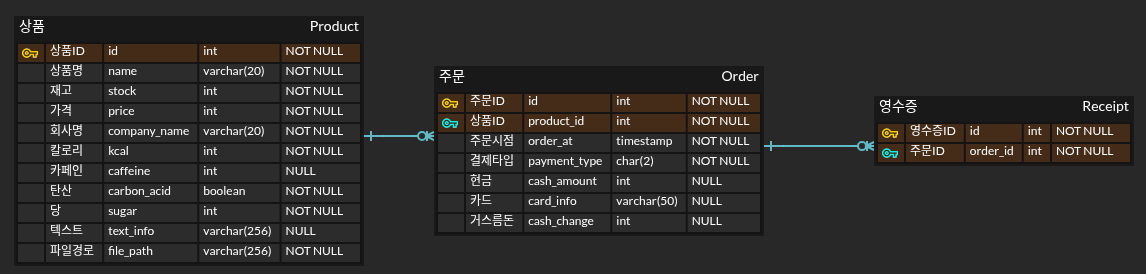 상품 Product
상품ID id int NOT NULL
상품명 name varchar(20) NOT NULL
재고 stock int NOT NULL
가격 price int NOT NULL
회사명 company_name varchar(20) NOT NULL
칼로리 kcal int NOT NULL
카페인 caffeine int NULL
탄산 carbon_acid boolean NOT NULL
당 sugar int NOT NULL
텍스트 text_info varchar(256) NULL
파일경로 file_path varchar(256) NOT NULL
주문 Order
주문ID id int NOT NULL
상품ID product_id int NOT NULL
주문시점 order_at timestamp NOT NULL
결제타입 payment_type char(2) NOT NULL
현금 cash_amount int NULL
카드 card_info varchar(50) NULL
거스름돈 cash_change int NULL
영수증 Receipt
영수증ID id int NOT NULL
주문ID order_id int NOT NULL